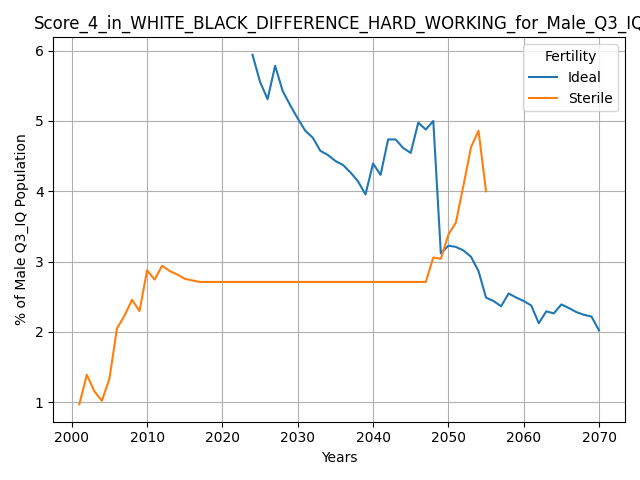 Score_4_in_WHITE_BLACK_DIFFERENCE_HARD_WORKING_for_Male_Q3_IQ
Fertility
Ideal
Sterile
% of Male Q3_IQ Population
6
5
4
3
2
1
2000 2010 2020 2030 2040 2050 2060 2070
Years